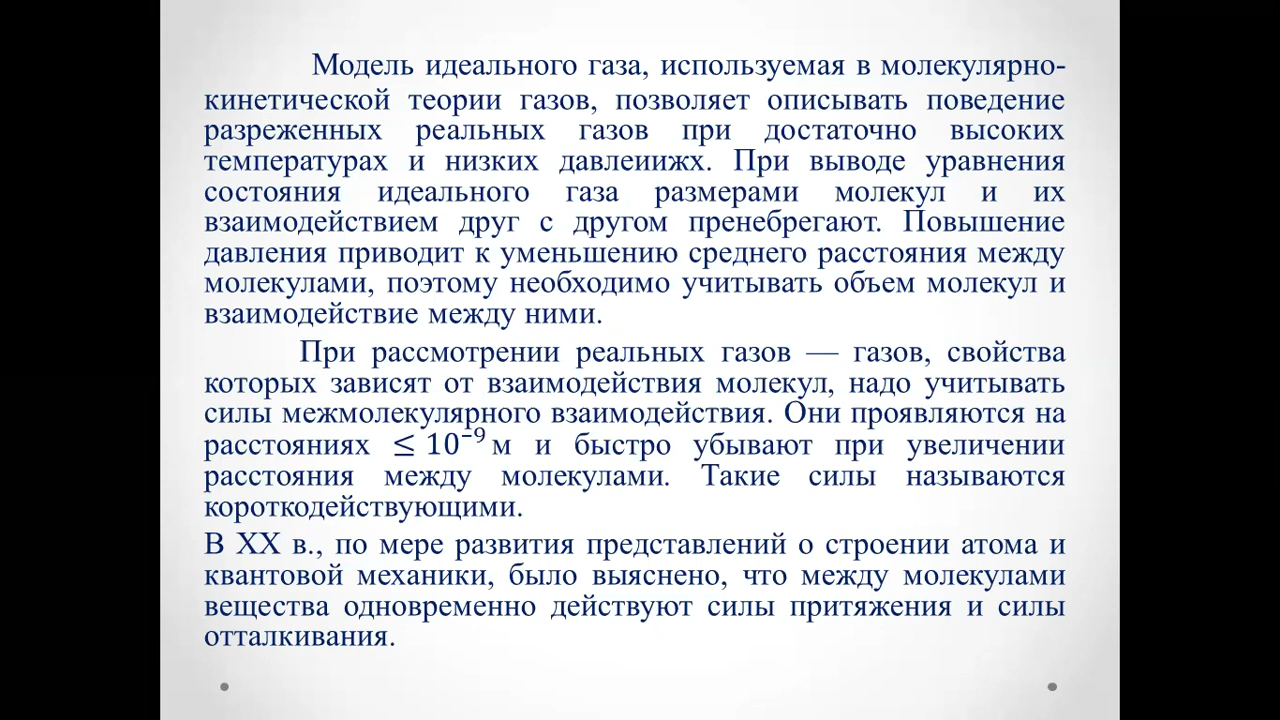 Модель идеального газа, используемая в молекулярно-
кинетической теории газов, позволяет описывать поведение
разреженных реальных газов при достаточно высоких
температурах и низких давлеиижх. При выводе уравнения
состояния идеального газа размерами молекул и их
взаимодействием друг с другом пренебрегают. Повышение
давления приводит к уменьшению среднего расстояния между
молекулами, поэтому необходимо учитывать объем молекул и
взаимодействие между ними.
При рассмотрении реальных газов — газов, свойства
которых зависят от взаимодействия молекул, надо учитывать
силы межмолекулярного взаимодействия. Они проявляются на
расстояниях ≤ 10⁻⁹ м и быстро убывают при увеличении
расстояния между молекулами. Такие силы называются
короткодействующими.
В XX в., по мере развития представлений о строении атома и
квантовой механики, было выяснено, что между молекулами
вещества одновременно действуют силы притяжения и силы
отталкивания.